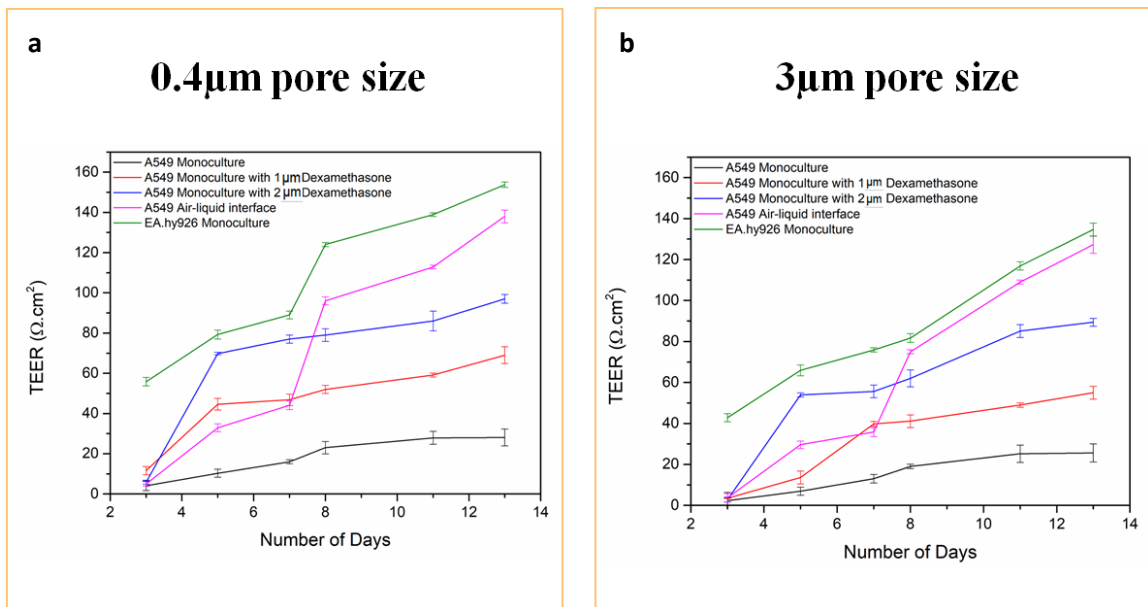 a
0.4µm pore size
A549 Monoculture
A549 Monoculture with 1µm Dexamethasone
A549 Monoculture with 2µm Dexamethasone
A549 Air-liquid interface
EA.hy926 Monoculture
TEER (Ω.cm²)
160
140
120
100
80
60
40
20
0
2 4 6 8 10 12 14
Number of Days
b
3µm pore size
A549 Monoculture
A549 Monoculture with 1µm Dexamethasone
A549 Monoculture with 2µm Dexamethasone
A549 Air-liquid interface
EA.hy926 Monoculture
TEER (Ω.cm²)
160
140
120
100
80
60
40
20
0
2 4 6 8 10 12 14
Number of Days